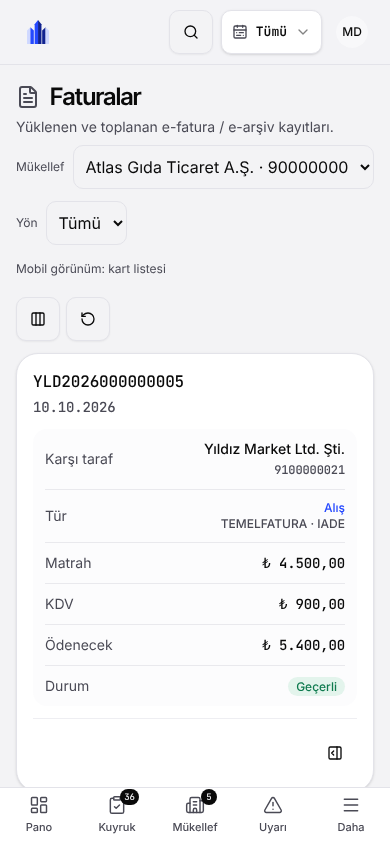 Tümü
MD
Faturalar
Yüklenen ve toplanan e-fatura / e-arşiv kayıtları.
Mükellef
Atlas Gıda Ticaret A.Ş. · 90000000
Yön
Tümü
Mobil görünüm: kart listesi
YLD2026000000005
10.10.2026
Karşı taraf
Yıldız Market Ltd. Şti.
9100000021
Tür
Alış
TEMELFATURA · IADE
Matrah
₺ 4.500,00
KDV
₺ 900,00
Ödenecek
₺ 5.400,00
Durum
Geçerli
36
5
Pano
Kuyruk
Mükellef
Uyarı
Daha